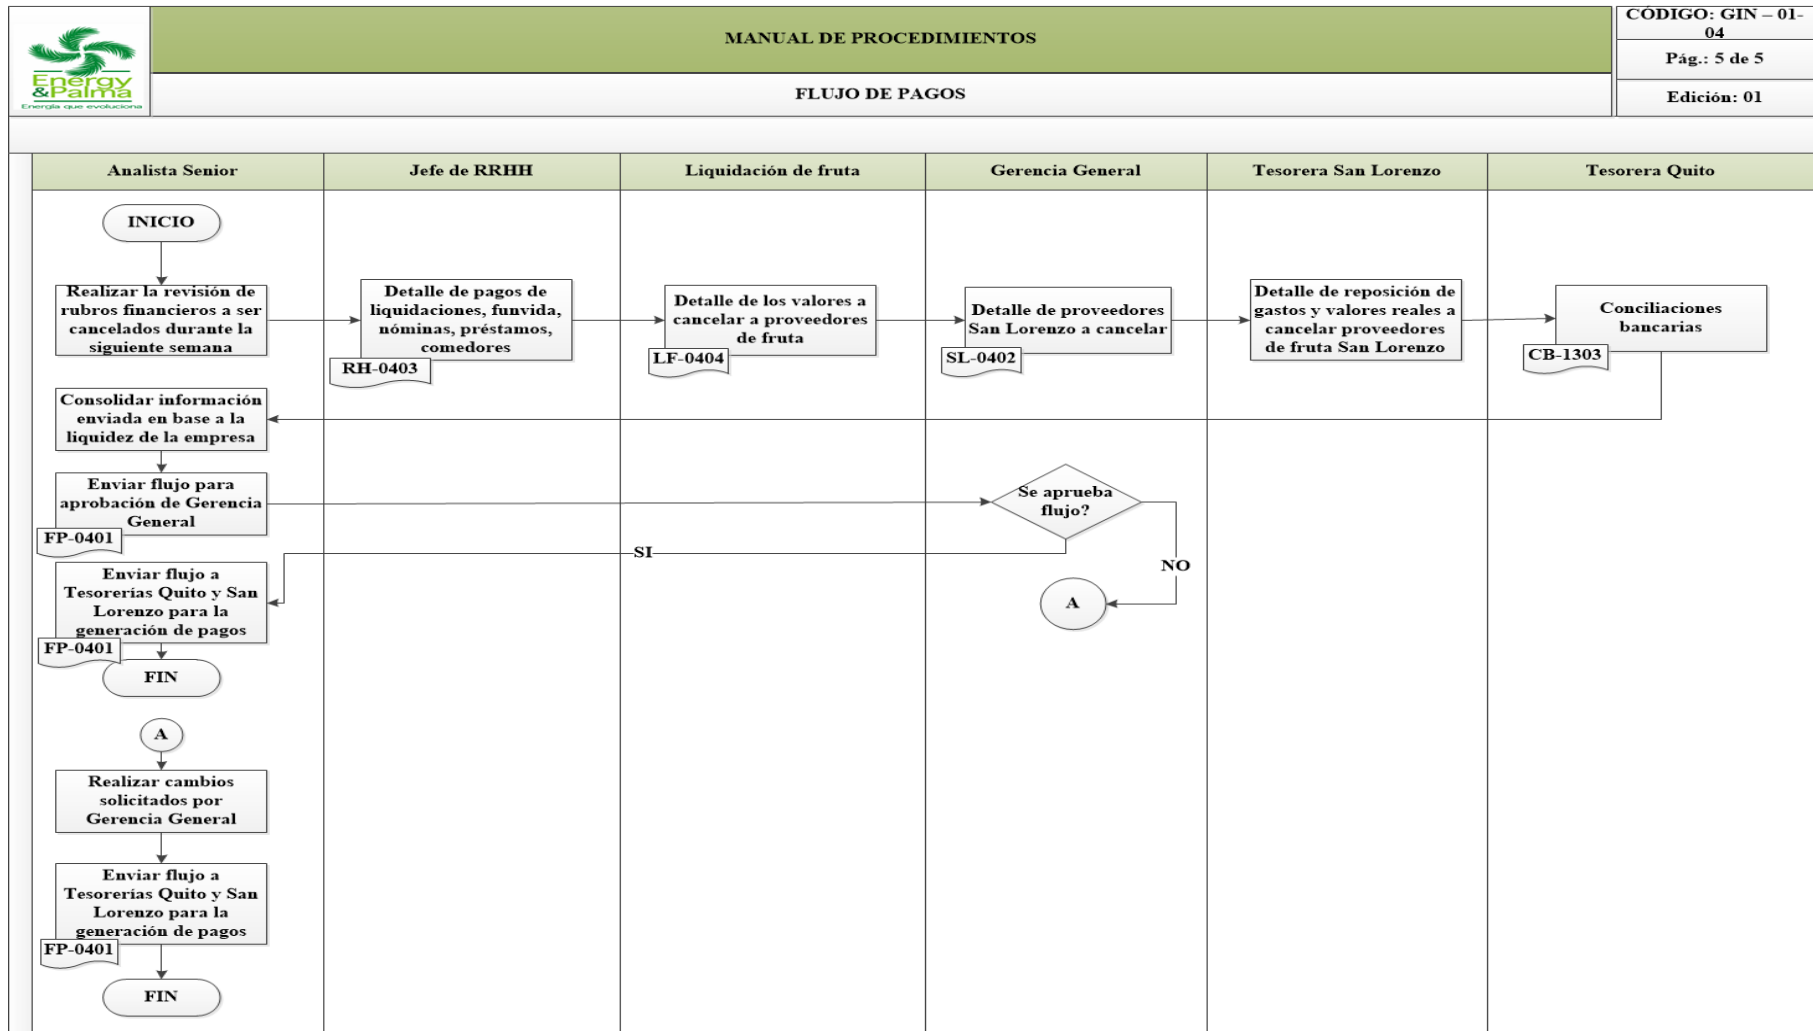 Energy
&Palma
Energía que evoluciona
MANUAL DE PROCEDIMIENTOS
FLUJO DE PAGOS
CÓDIGO: GIN – 01-
04
Pág.: 5 de 5
Edición: 01
Analista Senior
Jefe de RRHH
Liquidación de fruta
Gerencia General
Tesorera San Lorenzo
Tesorera Quito
INICIO
Realizar la revisión de
rubros financieros a ser
cancelados durante la
siguiente semana
Detalle de pagos de
liquidaciones, funvida,
nóminas, préstamos,
comedores
RH-0403
Detalle de los valores a
cancelar a proveedores
de fruta
LF-0404
Detalle de proveedores
San Lorenzo a cancelar
SL-0402
Detalle de reposición de
gastos y valores reales a
cancelar proveedores
de fruta San Lorenzo
Conciliaciones
bancarias
CB-1303
Consolidar información
enviada en base a la
liquidez de la empresa
Enviar flujo para
aprobación de Gerencia
General
FP-0401
Se aprueba
flujo?
SI
NO
A
Enviar flujo a
Tesorerías Quito y San
Lorenzo para la
generación de pagos
FP-0401
FIN
A
Realizar cambios
solicitados por
Gerencia General
Enviar flujo a
Tesorerías Quito y San
Lorenzo para la
generación de pagos
FP-0401
FIN